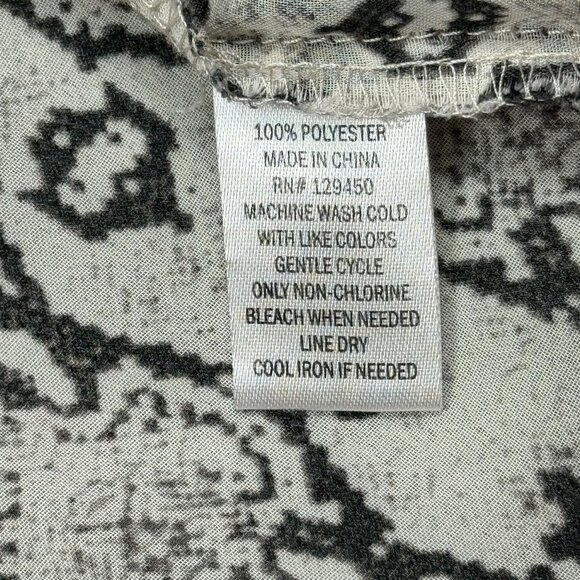 100% POLYESTER
MADE IN CHINA
RN# 129450
MACHINE WASH COLD
WITH LIKE COLORS
GENTLE CYCLE
ONLY NON-CHLORINE
BLEACH WHEN NEEDED
LINE DRY
COOL IRON IF NEEDED